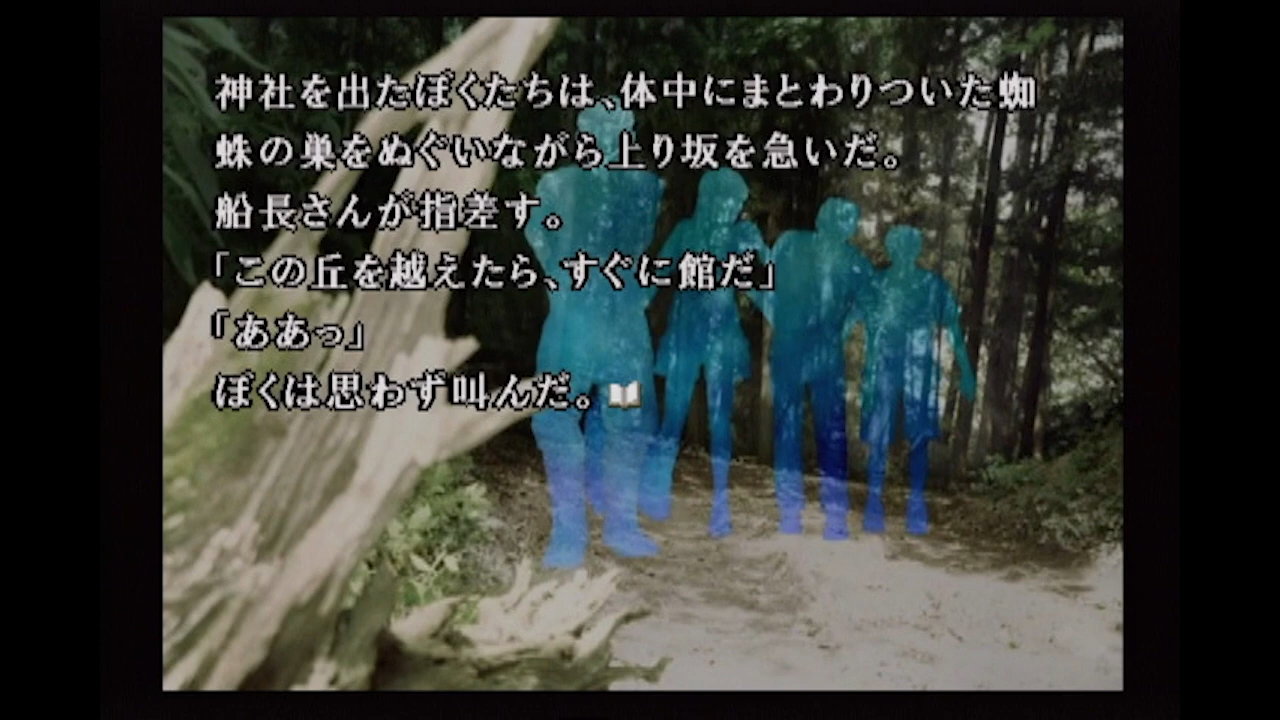 神社を出たぼくたちは、体中にまとわりついた蜘
蛛の巣をぬぐいながら上り坂を急いだ。
船長さんが指差す。
「この丘を越えたら、すぐに館だ」
「ああっ」
ぼくは思わず叫んだ。